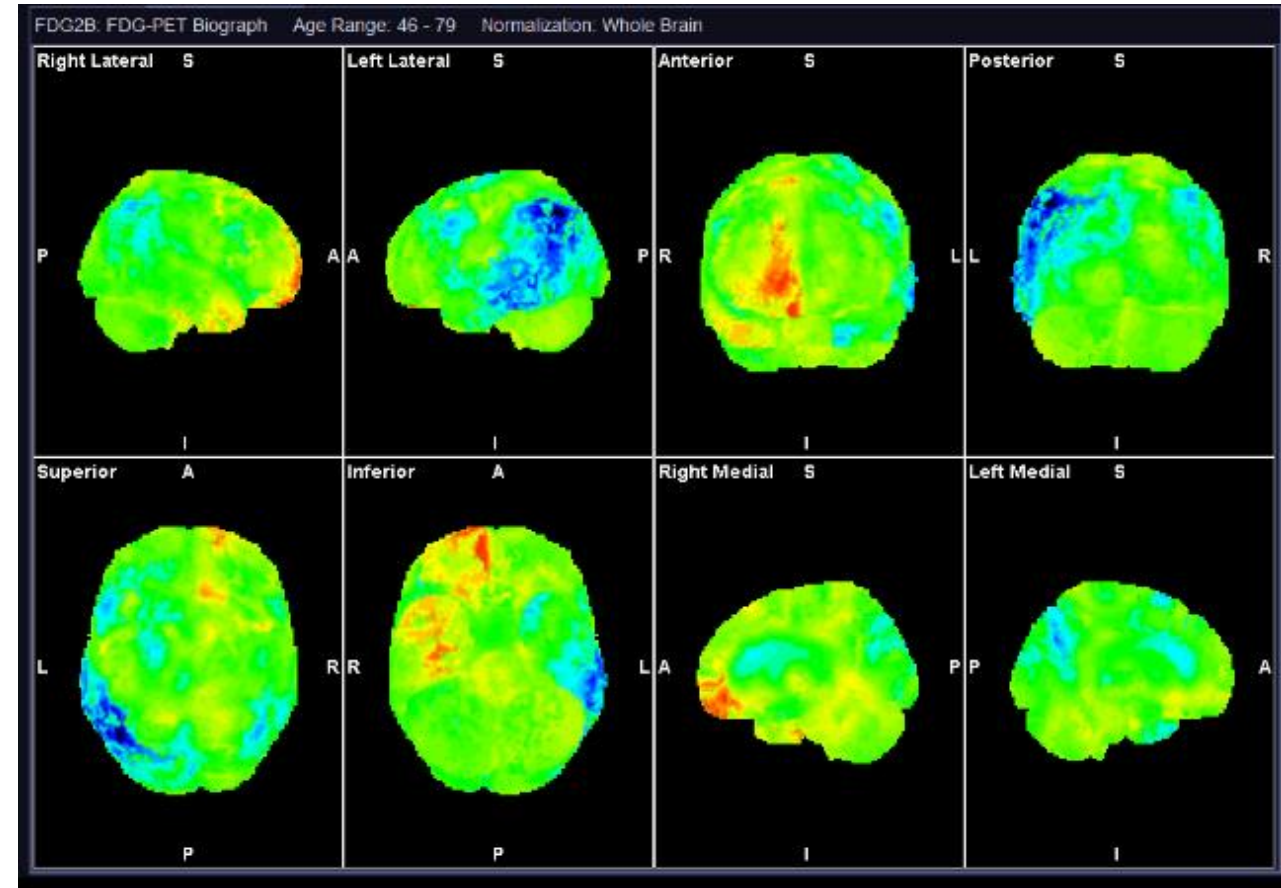 FDG2B: FDG-PET Biograph Age Range: 46 - 79 Normalization: Whole Brain
Right Lateral S
Left Lateral S
Anterior S
Posterior S
P A
A P
R L
L R
I
I
I
I
Superior A
Inferior A
Right Medial S
Left Medial S
L R
R L
A P
P A
P
P
I
I